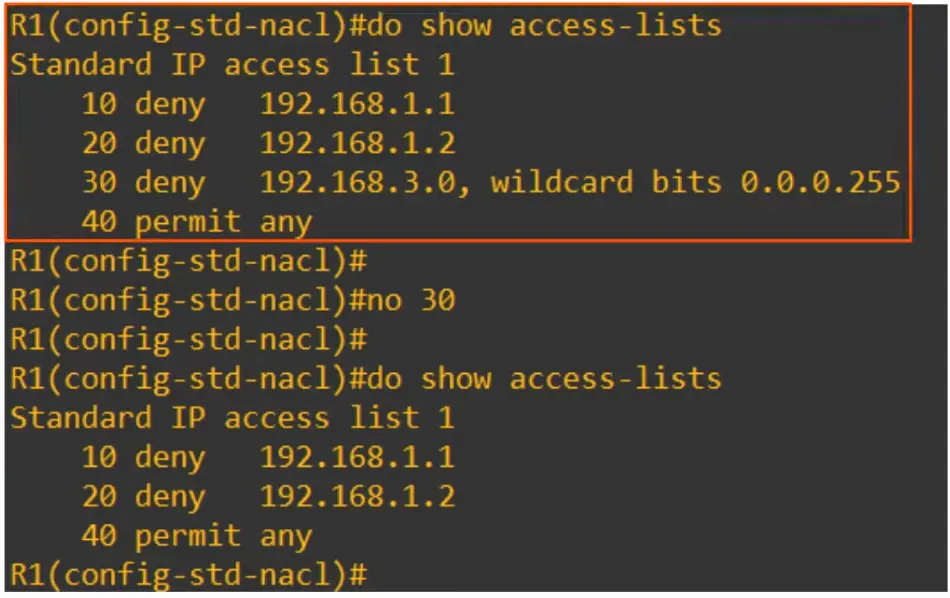 R1(config-std-nacl)#do show access-lists
Standard IP access list 1
    10 deny   192.168.1.1
    20 deny   192.168.1.2
    30 deny   192.168.3.0, wildcard bits 0.0.0.255
    40 permit any
R1(config-std-nacl)#
R1(config-std-nacl)#no 30
R1(config-std-nacl)#
R1(config-std-nacl)#do show access-lists
Standard IP access list 1
    10 deny   192.168.1.1
    20 deny   192.168.1.2
    40 permit any
R1(config-std-nacl)#